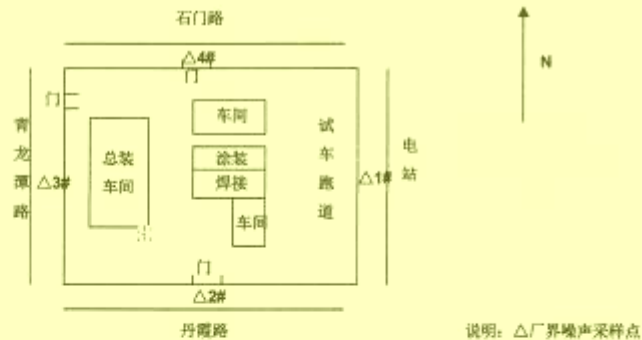 石门路
△4#
门
N
门
车间
青龙潭路
总装
车间
涂装
焊接
试车跑道
电站
△3#
△1#
车间
门
△2#
丹霞路
说明：△厂界噪声采样点